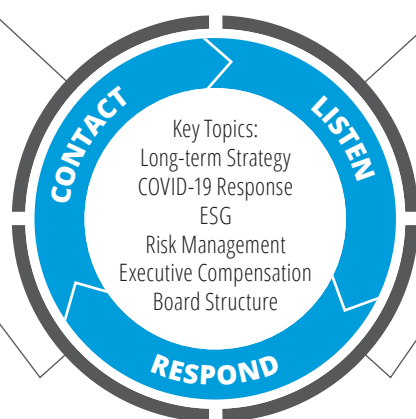 CONTACT
LISTEN
Key Topics:
Long-term Strategy
COVID-19 Response
ESG
Risk Management
Executive Compensation
Board Structure
RESPOND